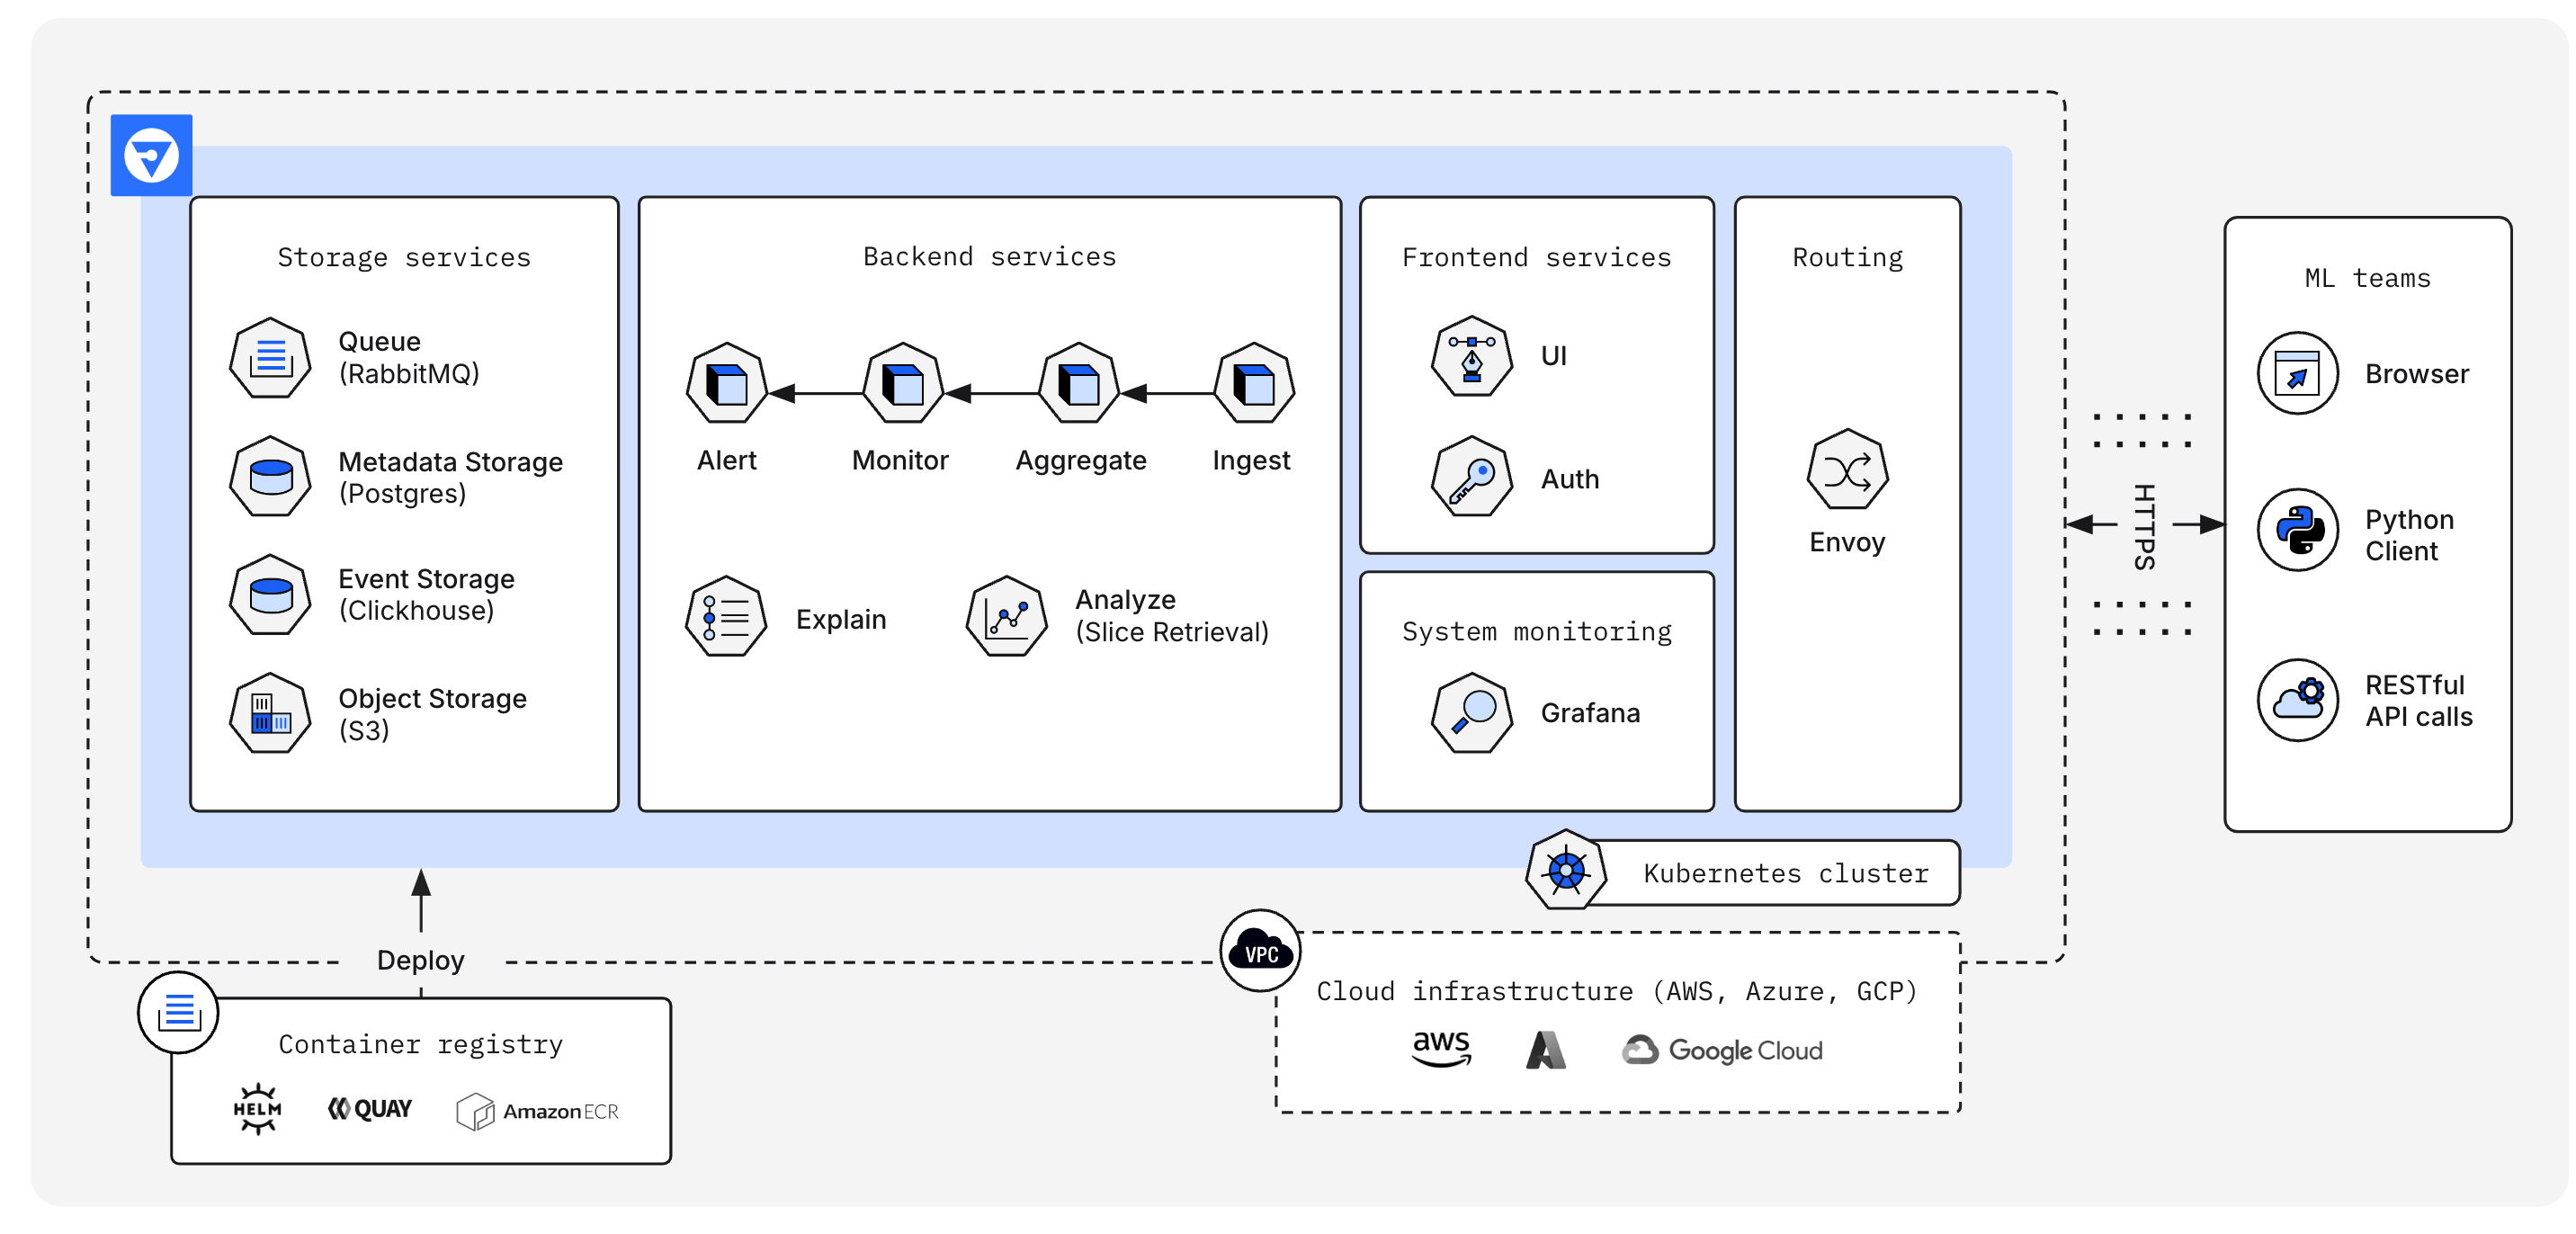 Storage services
Queue
(RabbitMQ)
Metadata Storage
(Postgres)
Event Storage
(Clickhouse)
Object Storage
(S3)
Backend services
Alert
Monitor
Aggregate
Ingest
Explain
Analyze
(Slice Retrieval)
Frontend services
UI
Auth
System monitoring
Grafana
Routing
Envoy
HTTPS
ML teams
Browser
Python
Client
RESTful
API calls
Kubernetes cluster
Deploy
Container registry
HELM
QUAY
Amazon ECR
VPC
Cloud infrastructure (AWS, Azure, GCP)
aws
Google Cloud